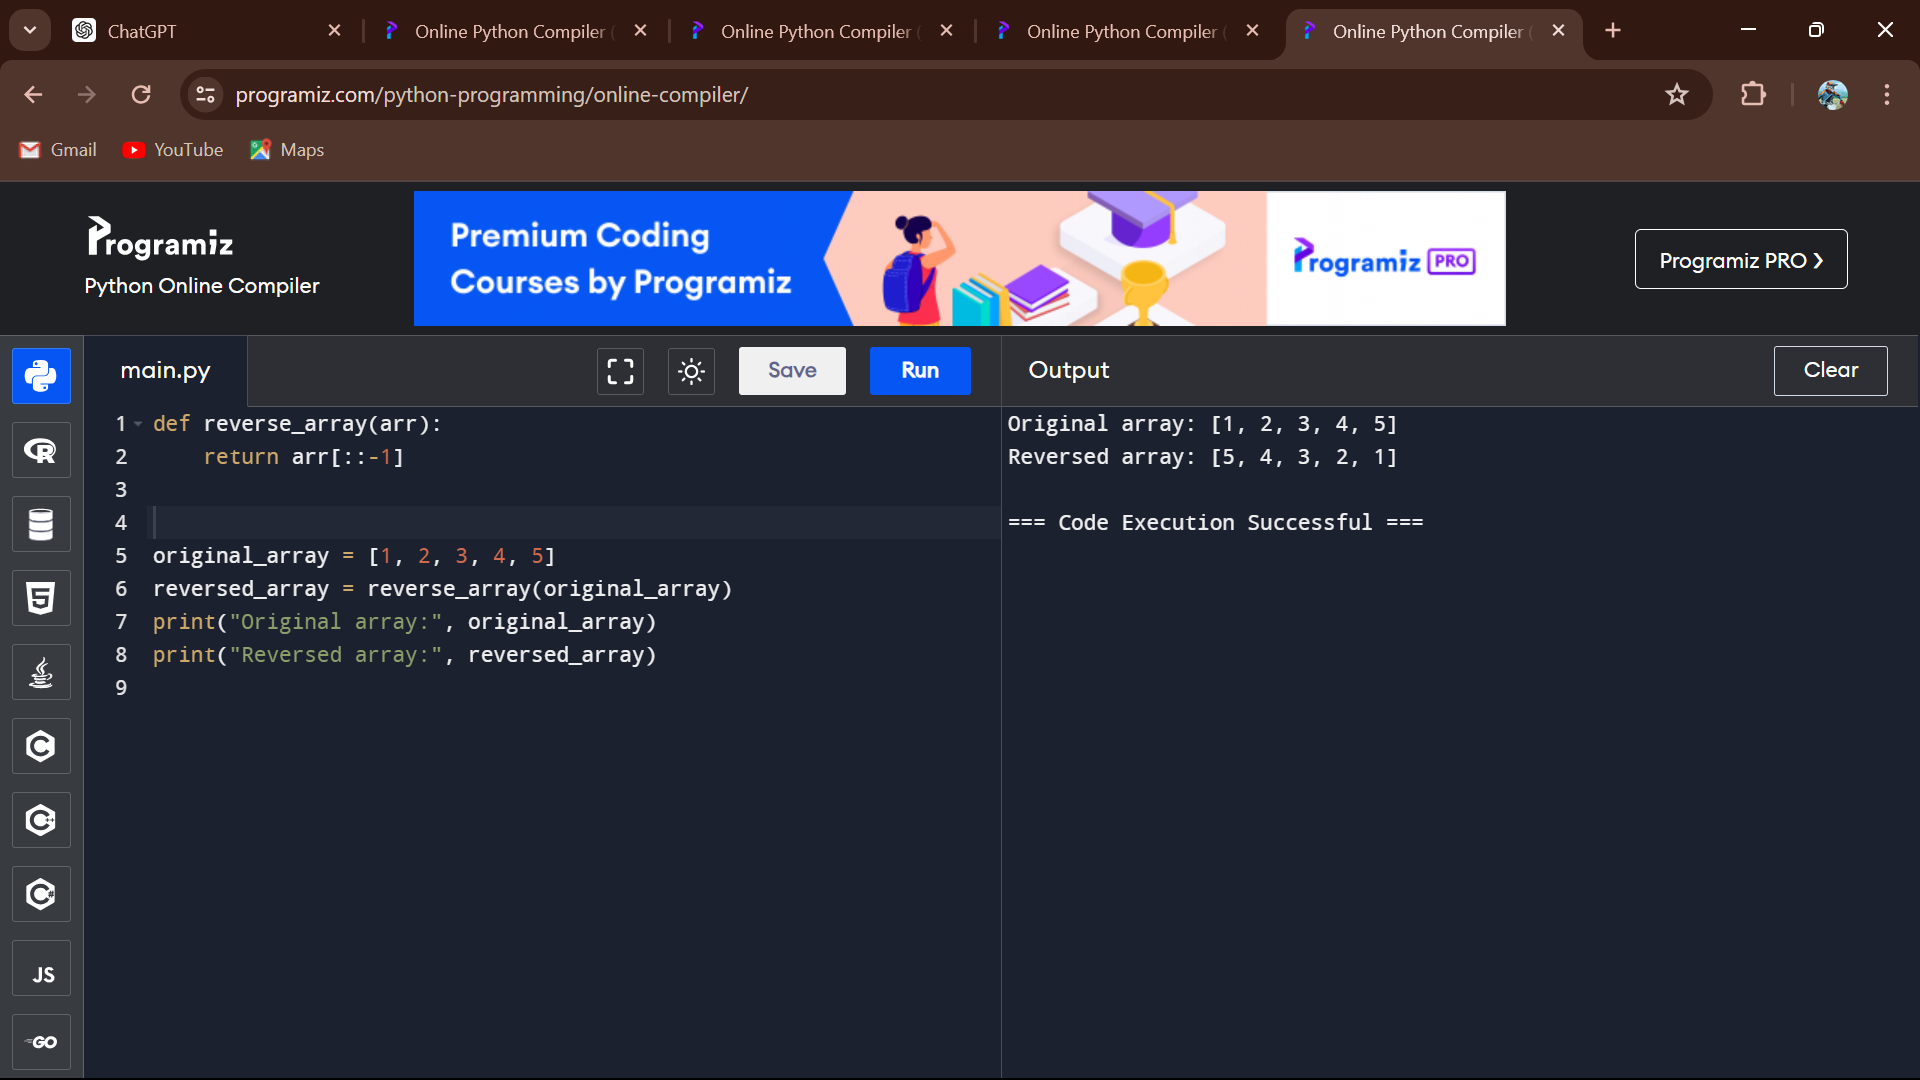 ChatGPT
Online Python Compiler (
Online Python Compiler (
Online Python Compiler (
Online Python Compiler (
programiz.com/python-programming/online-compiler/
Gmail
YouTube
Maps
Programiz
Python Online Compiler
Premium Coding
Courses by Programiz
Programiz PRO
Programiz PRO ❯
main.py
Save
Run
Output
Clear
1 def reverse_array(arr):
2     return arr[::-1]
3
4
5 original_array = [1, 2, 3, 4, 5]
6 reversed_array = reverse_array(original_array)
7 print("Original array:", original_array)
8 print("Reversed array:", reversed_array)
9
Original array: [1, 2, 3, 4, 5]
Reversed array: [5, 4, 3, 2, 1]
=== Code Execution Successful ===
R
5
C
C++
C#
JS
GO